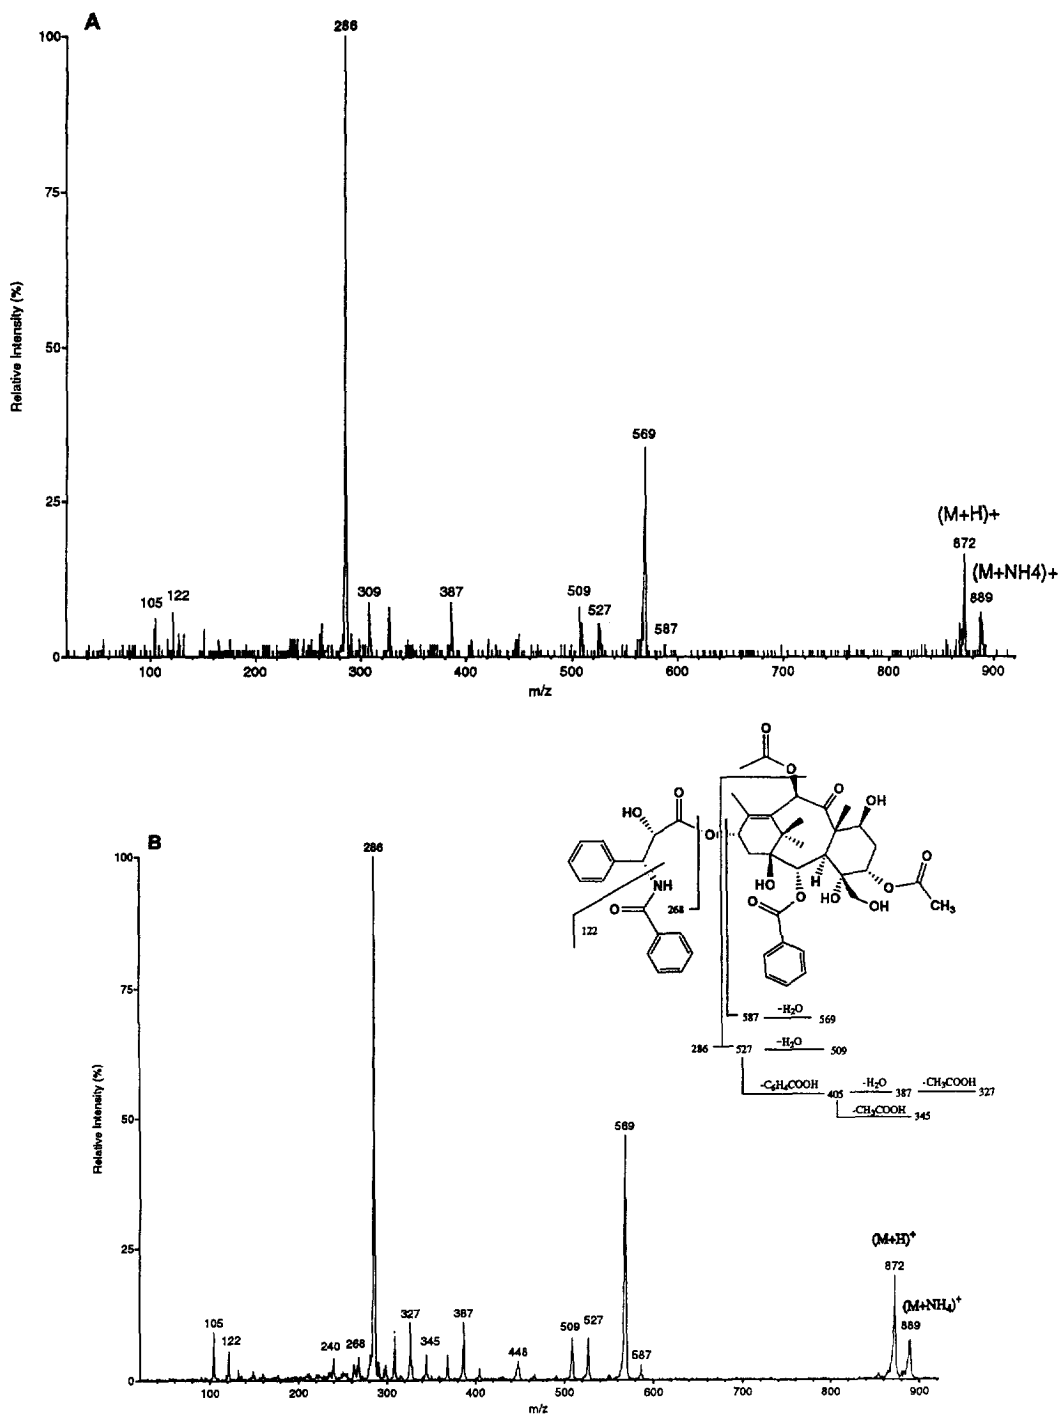 A
100
286
75
Relative Intensity (%)
50
569
25
(M+H)+
872
(M+NH4)+
889
105
122
309
387
509
527
587
0
100
200
300
400
500
600
700
800
900
m/z
O
O
O
OH
HO
O
O
NH
O
HO
H
O
HO
OH
O
O
CH₃
O
268
122
587
-H₂O
569
286
527
-H₂O
509
-C₆H₄COOH
405
-H₂O
387
-CH₃COOH
327
-CH₃COOH
345
B
100
286
75
Relative Intensity (%)
50
569
25
(M+H)⁺
872
(M+NH₄)⁺
889
105
122
240
268
327
345
387
448
509
527
587
0
100
200
300
400
500
600
700
800
900
m/z